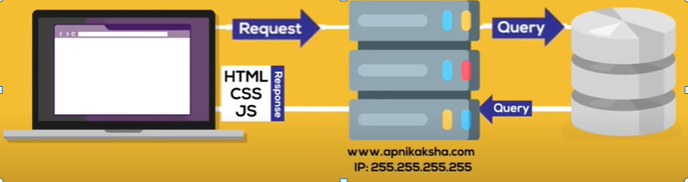 Request
Query
HTML
CSS
JS
Response
Query
www.apnikaksha.com
IP: 255.255.255.255